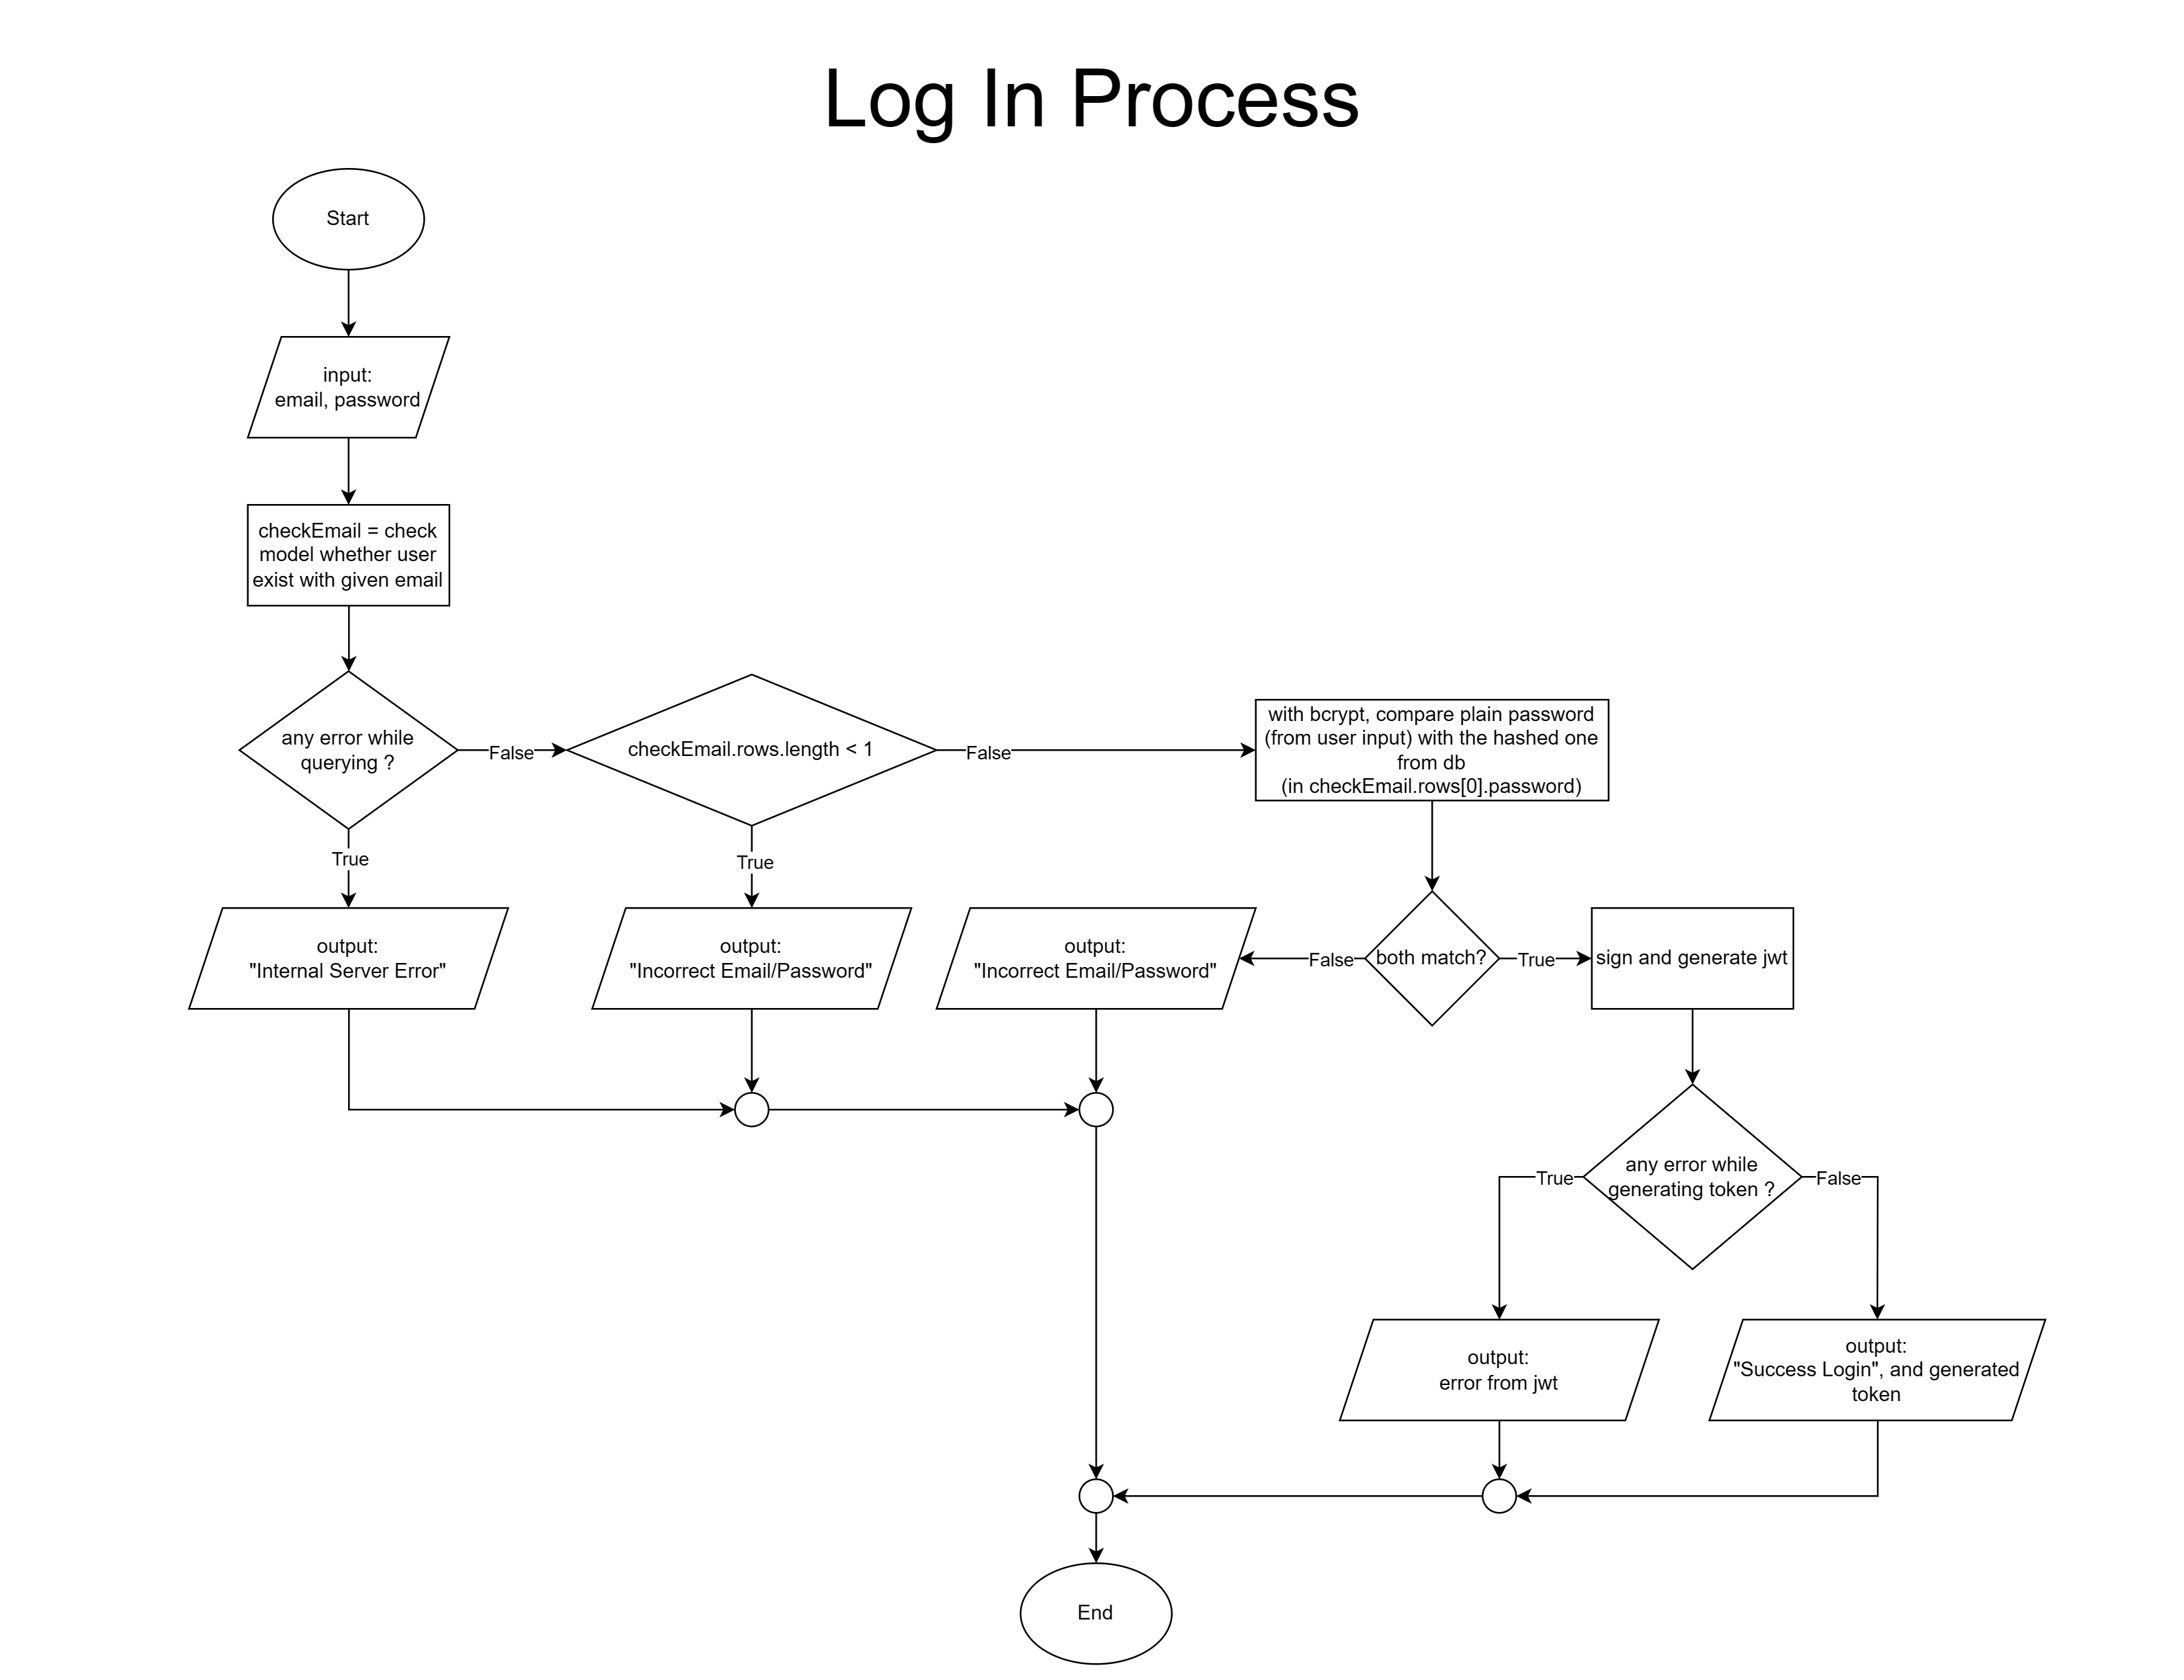 Log In Process
Start
input:
email, password
checkEmail = check
model whether user
exist with given email
any error while
querying ?
False
checkEmail.rows.length < 1
False
with bcrypt, compare plain password
(from user input) with the hashed one
from db
(in checkEmail.rows[0].password)
True
True
output:
"Internal Server Error"
output:
"Incorrect Email/Password"
output:
"Incorrect Email/Password"
False
both match?
True
sign and generate jwt
True
any error while
generating token ?
False
output:
error from jwt
output:
"Success Login", and generated
token
End